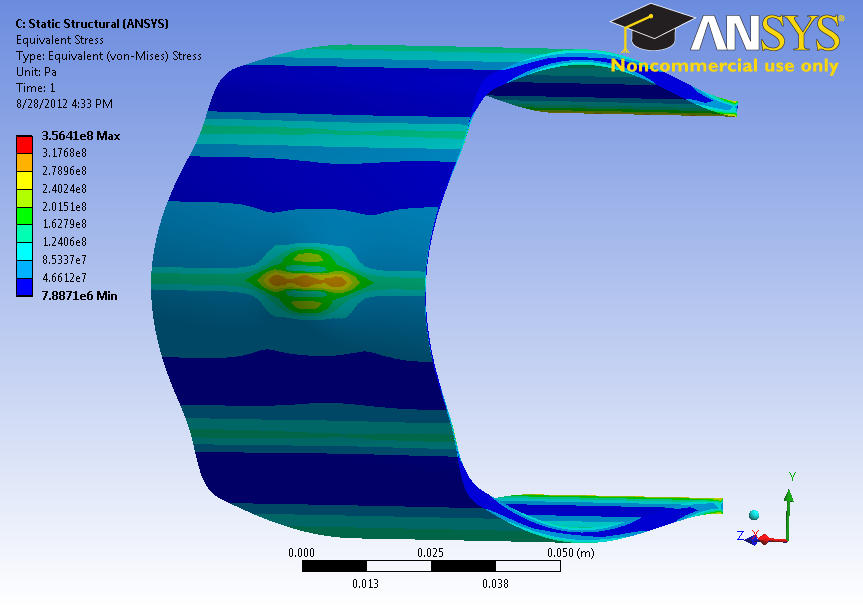 C: Static Structural (ANSYS)
Equivalent Stress
Type: Equivalent (von-Mises) Stress
Unit: Pa
Time: 1
8/28/2012 4:33 PM
3.5641e8 Max
3.1768e8
2.7896e8
2.4024e8
2.0151e8
1.6279e8
1.2406e8
8.5337e7
4.6612e7
7.8871e6 Min
ANSYS®
Noncommercial use only
0.000 0.025 0.050 (m)
0.013 0.038
Y
Z X